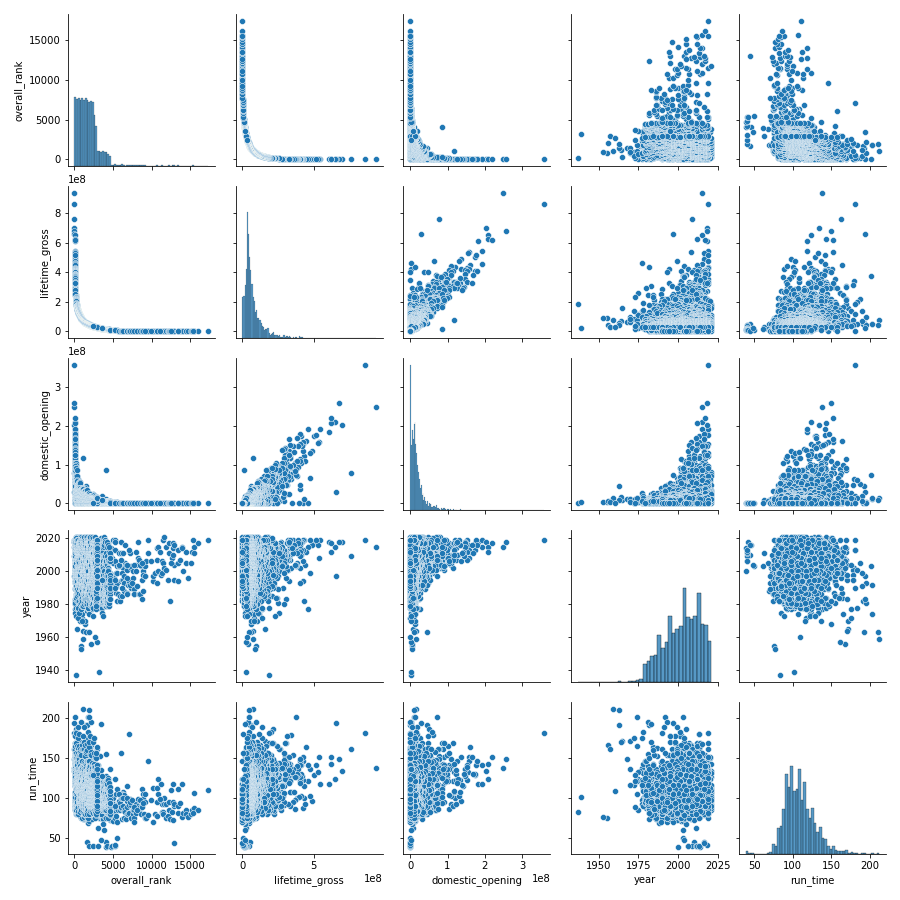 15000
10000
5000
0
overall_rank
1e8
8
6
4
2
0
lifetime_gross
1e8
3
2
1
0
domestic_opening
2020
2000
1980
1960
1940
year
200
150
100
50
run_time
0 5000 10000 15000
overall_rank
0 5
1e8
lifetime_gross
0 1 2 3
1e8
domestic_opening
1950 1975 2000 2025
year
50 100 150 200
run_time